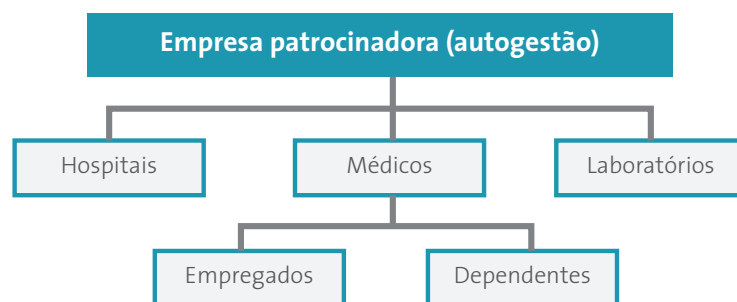 Empresa patrocinadora (autogestão)
Hospitais
Médicos
Laboratórios
Empregados
Dependentes